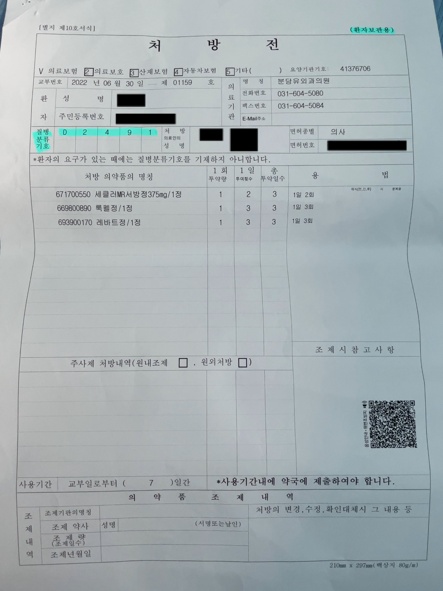 [별지 제10호서식]
(환자보관용)
처 방 전
V 의료보험 2 의료보호 3 산재보험 4 자동차보험 5 기타( ) 요양기관기호: 41376706
교부번호 2022 년 06 월 30 일 ... 제 01159 호
환자 성명
주민등록번호
의료기관
명 칭 분당유외과의원
전화번호 031-604-5080
팩스번호 031-604-5084
E-Mail주소
질병분류기호 0 2 4 9 1
처 방 의료인의 성 명
면허종별 의사
면허번호
*환자의 요구가 있는 때에는 질병분류기호를 기재하지 아니합니다.
처방 의약품의 명칭 1회투약량 1일투여횟수 총투약일수 용 법
671700550 세클러MR서방정375mg/1정 1 2 3 1일 2회
669800890 록펠정/1정 1 3 3 1일 3회
693900170 레바트정/1정 1 3 3 1일 3회
조제시참고사항
주사제 처방내역(원내조제 □ , 원외처방 □)
사용기간 교부일로부터 ( 7 )일간 *사용기간내에 약국에 제출하여야 합니다.
의 약 품 조 제 내 역
조제내역
조제기관의명칭
처방의 변경,수정,확인대체시 그 내용 등
조제 약사 성명 (서명또는날인)
조 제 량 (조제일수)
조제년월일
210mm x 297mm(백상지 80g/m)